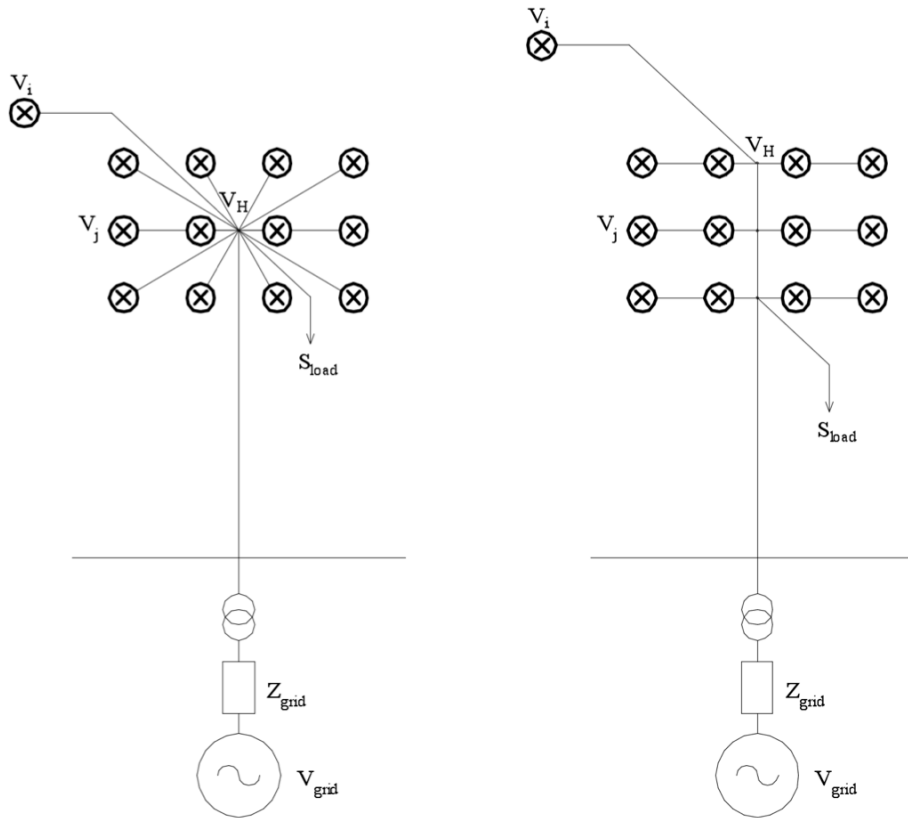 V_i
V_H
V_j
S_load
Z_grid
V_grid
V_i
V_H
V_j
S_load
Z_grid
V_grid